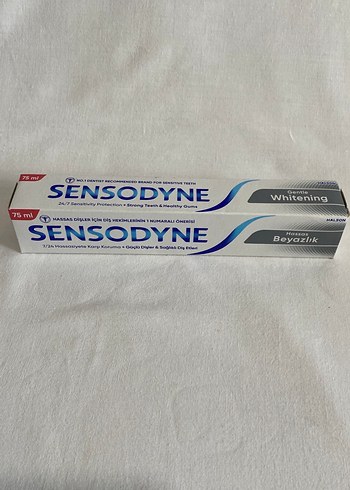 75 ml
NO.1 DENTIST RECOMMENDED BRAND FOR SENSITIVE TEETH
SENSODYNE
24/7 Sensitivity Protection • Strong Teeth & Healthy Gums
Gentle
Whitening
75 ml
HASSAS DİŞLER İÇİN DİŞ HEKİMLERİNİN 1 NUMARALI ÖNERİSİ
HALEON
SENSODYNE
7/24 Hassasiyete Karşı Koruma • Güçlü Dişler & Sağlıklı Diş Etleri
Hassas
Beyazlık